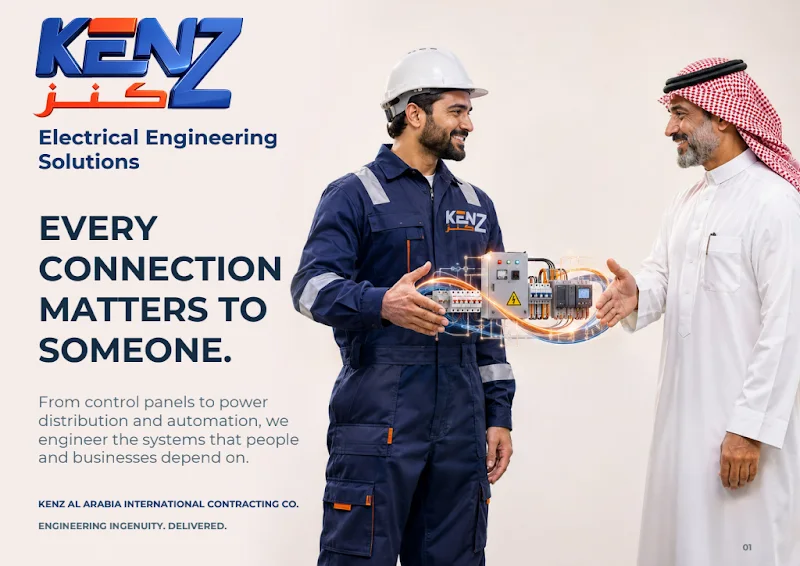 KENZ
كنز
Electrical Engineering
Solutions
EVERY
CONNECTION
MATTERS TO
SOMEONE.
From control panels to power
distribution and automation, we
engineer the systems that people
and businesses depend on.
KENZ AL ARABIA INTERNATIONAL CONTRACTING CO.
ENGINEERING INGENUITY. DELIVERED.
KENZ
كنز
01